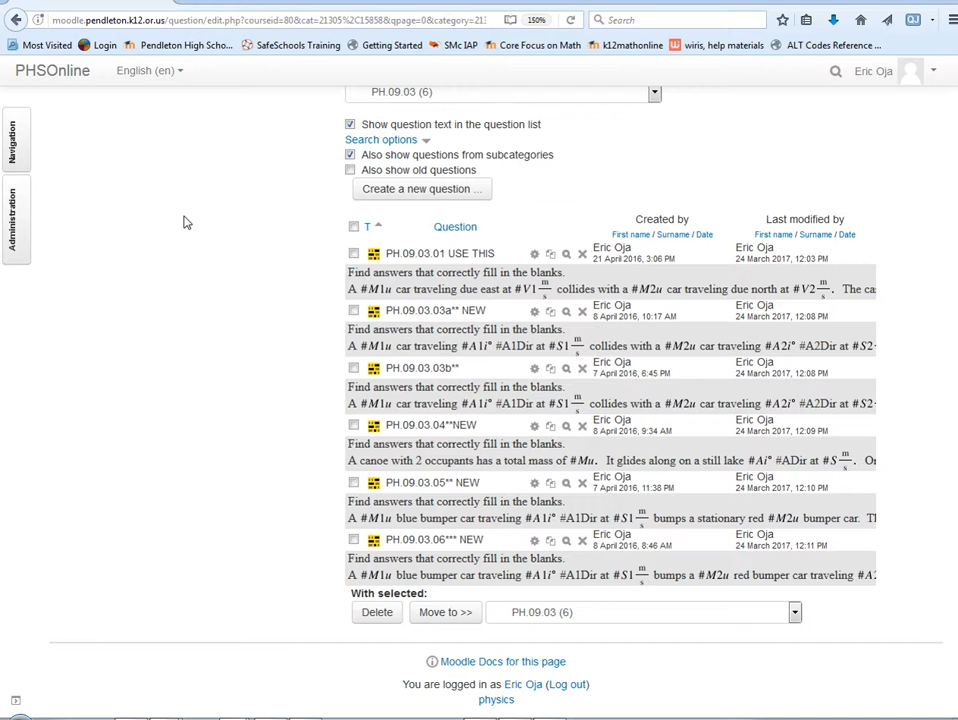 moodle.pendleton.k12.or.us/question/edit.php?courseid=80&cat=21305%2C15858&qpage=0&category=213
150%
Search
QJ
Most Visited Login Pendleton High Scho... SafeSchools Training Getting Started SMc IAP Core Focus on Math k12mathonline wiris, help materials ALT Codes Reference ...
PHSOnline English (en) Eric Oja
Navigation
Administration
PH.09.03 (6)
Show question text in the question list
Search options
Also show questions from subcategories
Also show old questions
Create a new question ...
T Question Created by Last modified by
First name / Surname / Date First name / Surname / Date
PH.09.03.01 USE THIS Eric Oja Eric Oja
21 April 2016, 3:06 PM 24 March 2017, 12:03 PM
Find answers that correctly fill in the blanks.
A #M1u car traveling due east at #V1 m/s collides with a #M2u car traveling due north at #V2 m/s. The ca
PH.09.03.03a** NEW Eric Oja Eric Oja
8 April 2016, 10:17 AM 24 March 2017, 12:08 PM
Find answers that correctly fill in the blanks.
A #M1u car traveling #A1i° #A1Dir at #S1 m/s collides with a #M2u car traveling #A2i° #A2Dir at #S2
PH.09.03.03b** Eric Oja Eric Oja
7 April 2016, 6:45 PM 24 March 2017, 12:08 PM
Find answers that correctly fill in the blanks.
A #M1u car traveling #A1i° #A1Dir at #S1 m/s collides with a #M2u car traveling #A2i° #A2Dir at #S2
PH.09.03.04**NEW Eric Oja Eric Oja
8 April 2016, 9:34 AM 24 March 2017, 12:09 PM
Find answers that correctly fill in the blanks.
A canoe with 2 occupants has a total mass of #Mu. It glides along on a still lake #Ai° #ADir at #S m/s. Or
PH.09.03.05** NEW Eric Oja Eric Oja
7 April 2016, 11:38 PM 24 March 2017, 12:10 PM
Find answers that correctly fill in the blanks.
A #M1u blue bumper car traveling #A1i° #A1Dir at #S1 m/s bumps a stationary red #M2u bumper car. Th
PH.09.03.06*** NEW Eric Oja Eric Oja
8 April 2016, 8:46 AM 24 March 2017, 12:11 PM
Find answers that correctly fill in the blanks.
A #M1u blue bumper car traveling #A1i° #A1Dir at #S1 m/s bumps a #M2u red bumper car traveling #A2
With selected:
Delete Move to >> PH.09.03 (6)
Moodle Docs for this page
You are logged in as Eric Oja (Log out)
physics